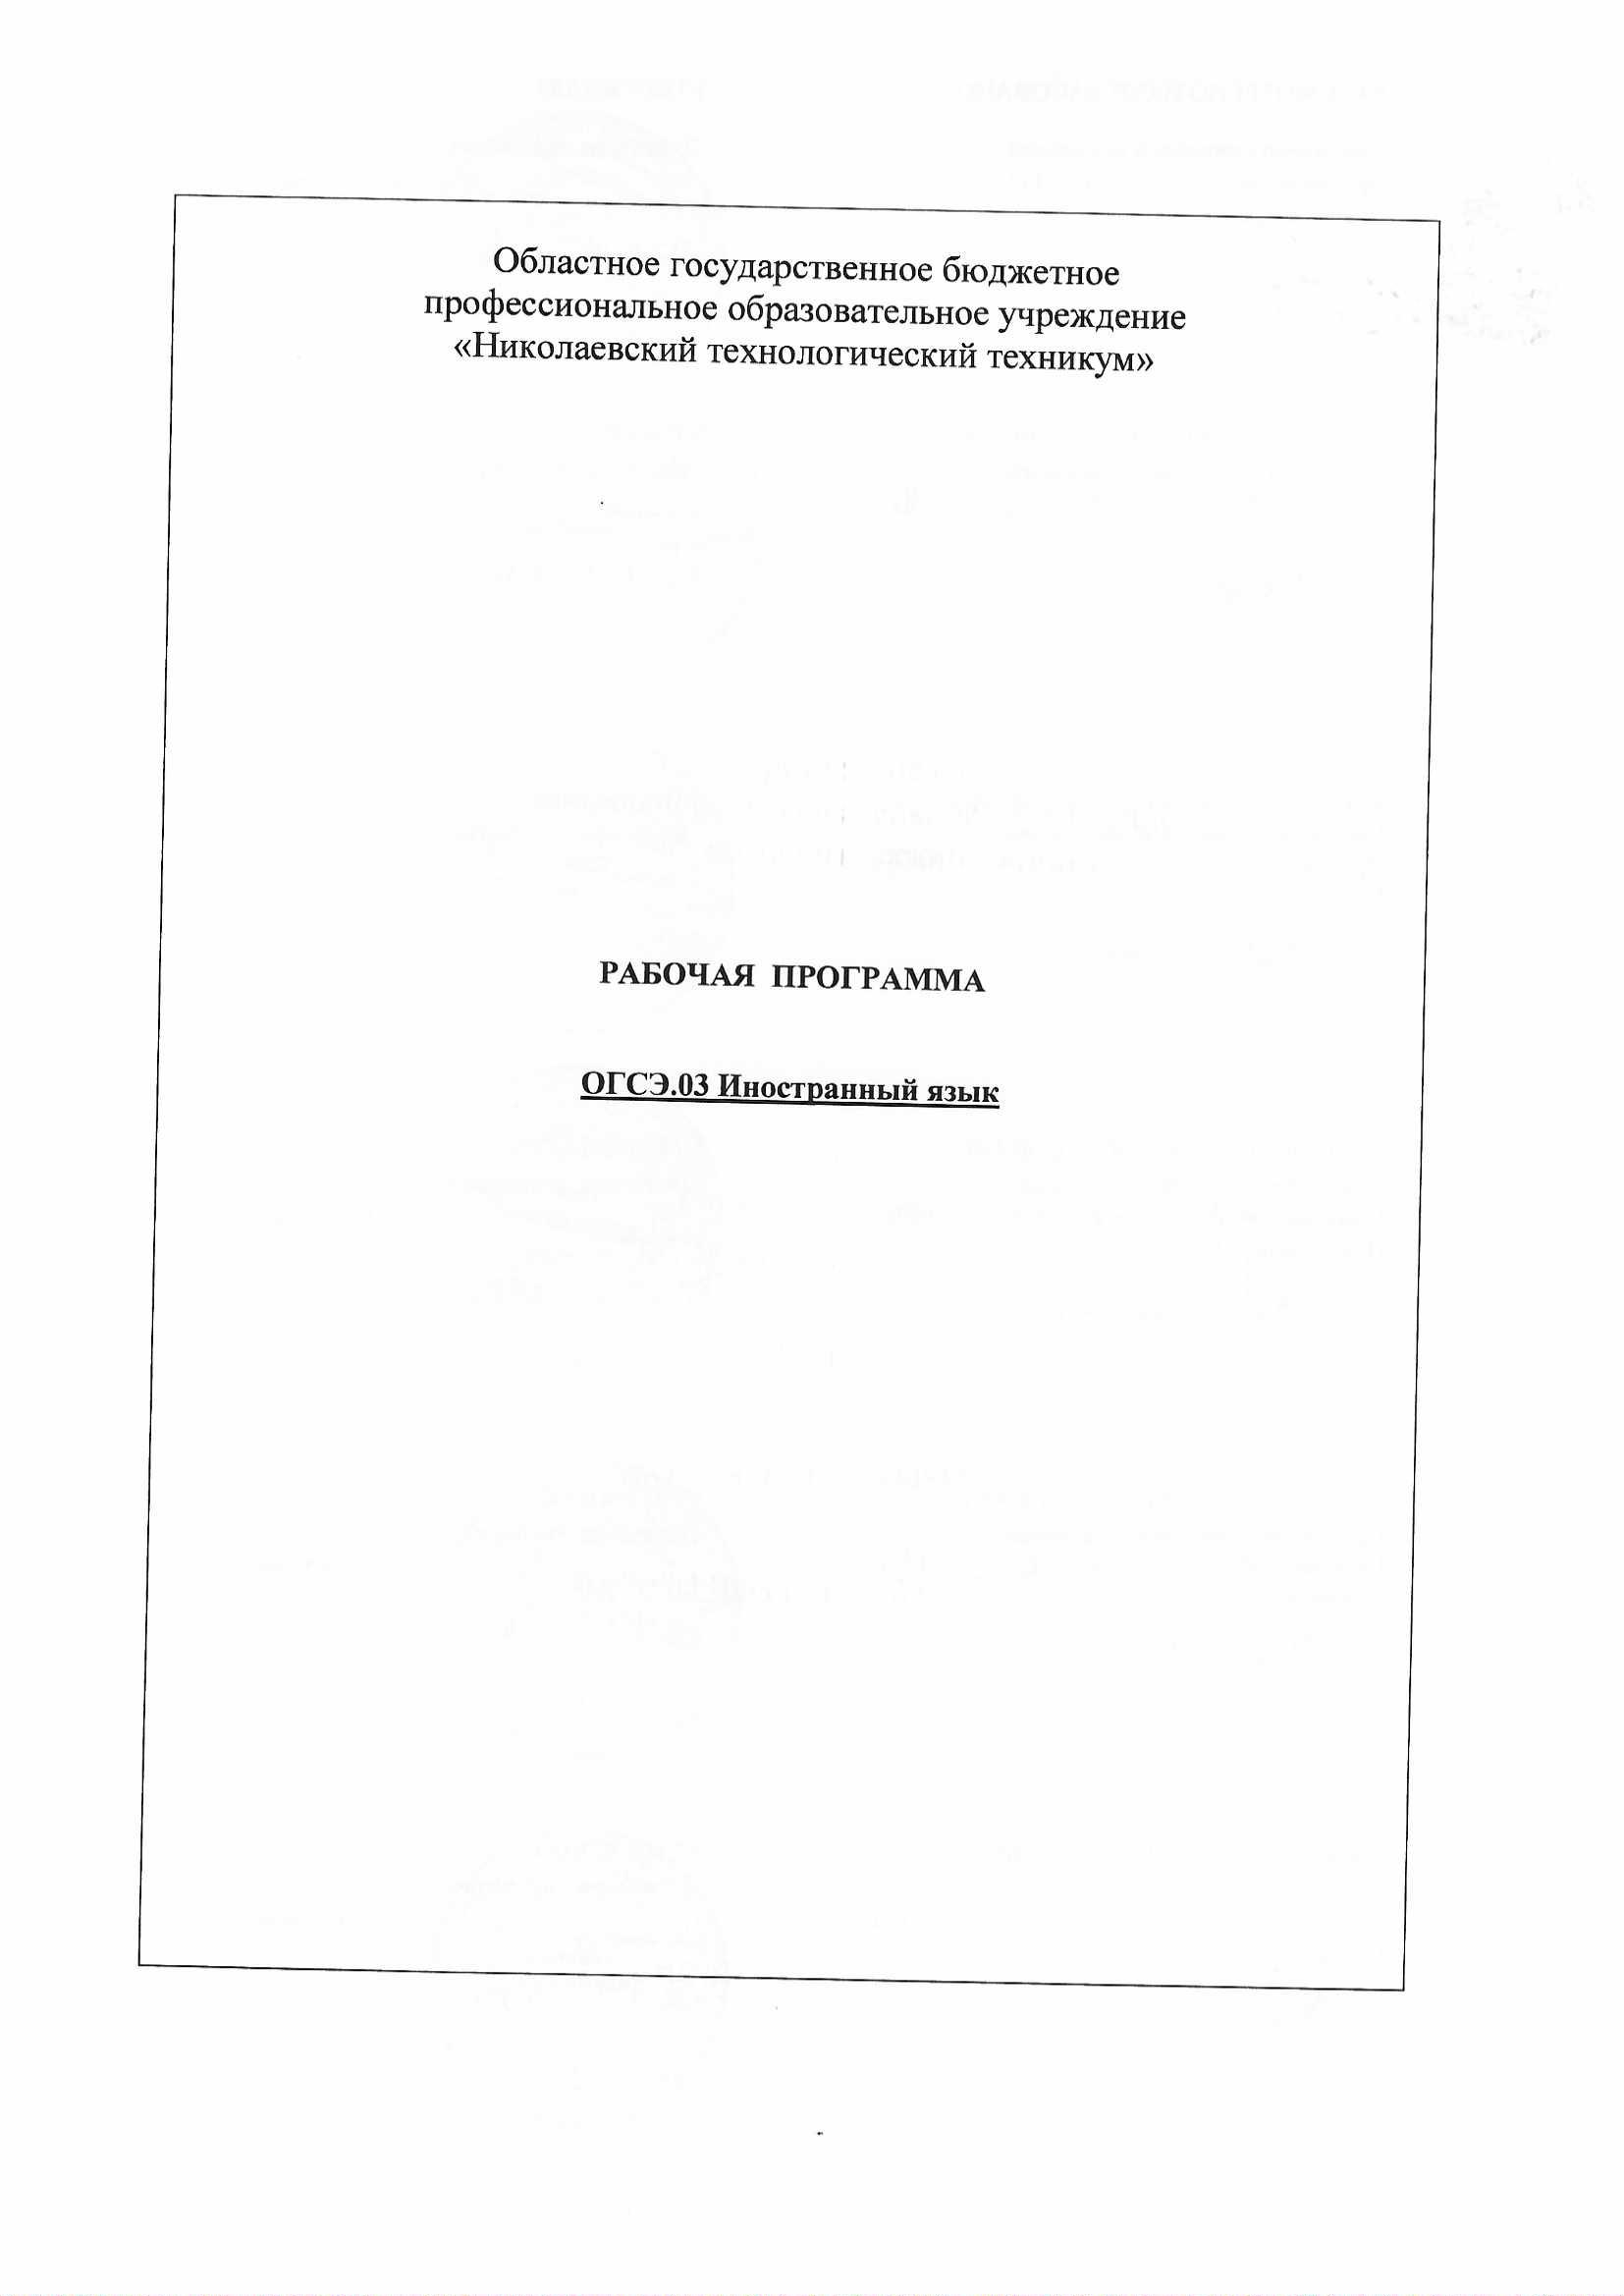 Областное государственное бюджетное
профессиональное образовательное учреждение
«Николаевский технологический техникум»
РАБОЧАЯ ПРОГРАММА
ОГСЭ.03 Иностранный язык